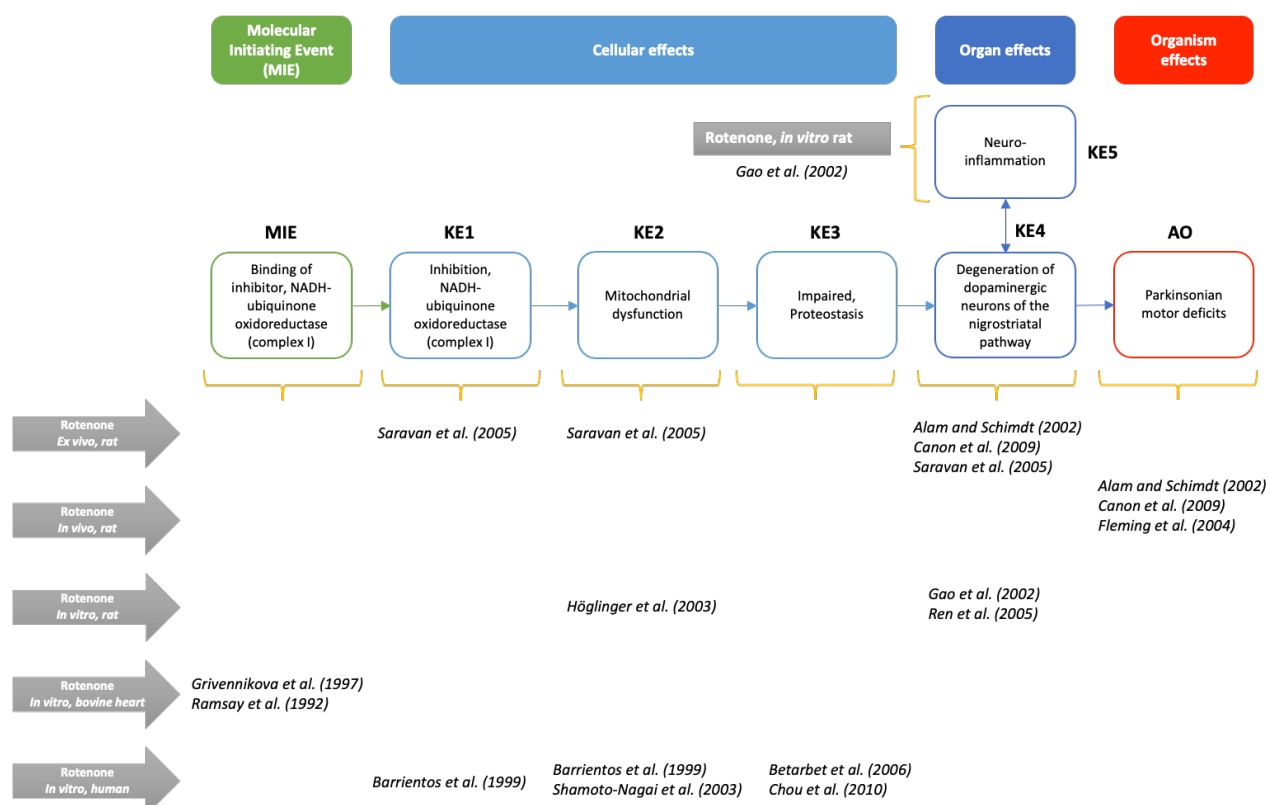 Molecular
Initiating Event
(MIE)
Cellular effects
Organ effects
Organism
effects
Rotenone, in vitro rat
Gao et al. (2002)
Neuro-
inflammation
KE5
MIE
KE1
KE2
KE3
KE4
AO
Binding of
inhibitor, NADH-
ubiquinone
oxidoreductase
(complex I)
Inhibition,
NADH-
ubiquinone
oxidoreductase
(complex I)
Mitochondrial
dysfunction
Impaired,
Proteostasis
Degeneration of
dopaminergic
neurons of the
nigrostriatal
pathway
Parkinsonian
motor deficits
Rotenone
Ex vivo, rat
Saravan et al. (2005)
Saravan et al. (2005)
Alam and Schimdt (2002)
Canon et al. (2009)
Saravan et al. (2005)
Rotenone
In vivo, rat
Alam and Schimdt (2002)
Canon et al. (2009)
Fleming et al. (2004)
Rotenone
In vitro, rat
Höglinger et al. (2003)
Gao et al. (2002)
Ren et al. (2005)
Rotenone
In vitro, bovine heart
Grivennikova et al. (1997)
Ramsay et al. (1992)
Rotenone
In vitro, human
Barrientos et al. (1999)
Barrientos et al. (1999)
Shamoto-Nagai et al. (2003)
Betarbet et al. (2006)
Chou et al. (2010)